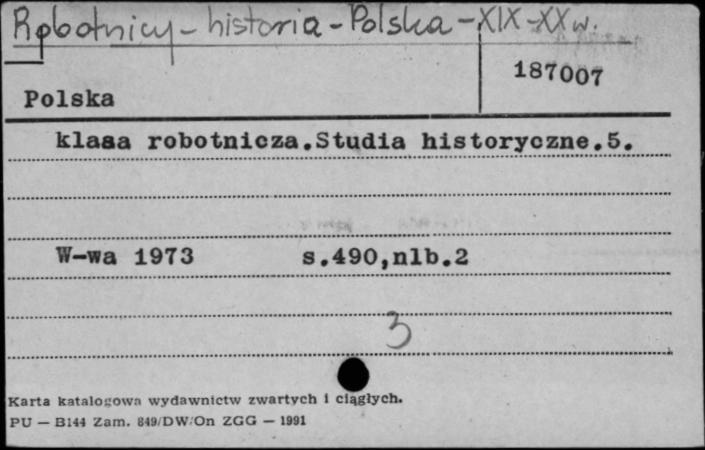 Robotnicy - historia - Polska - XIX-XX w.
187007
Polska
klasa robotnicza.Studia historyczne.5.
W-wa 1973 s.490,nlb.2
3
Karta katalogowa wydawnictw zwartych i ciągłych.
PU — B144 Zam. 849/DW/On ZGG — 1991